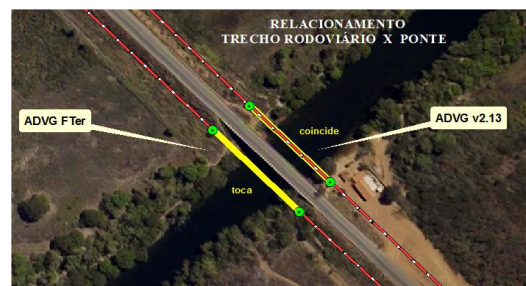 RELACIONAMENTO
TRECHO RODOVIÁRIO X PONTE
ADVG FTer
ADVG v2.13
coincide
toca